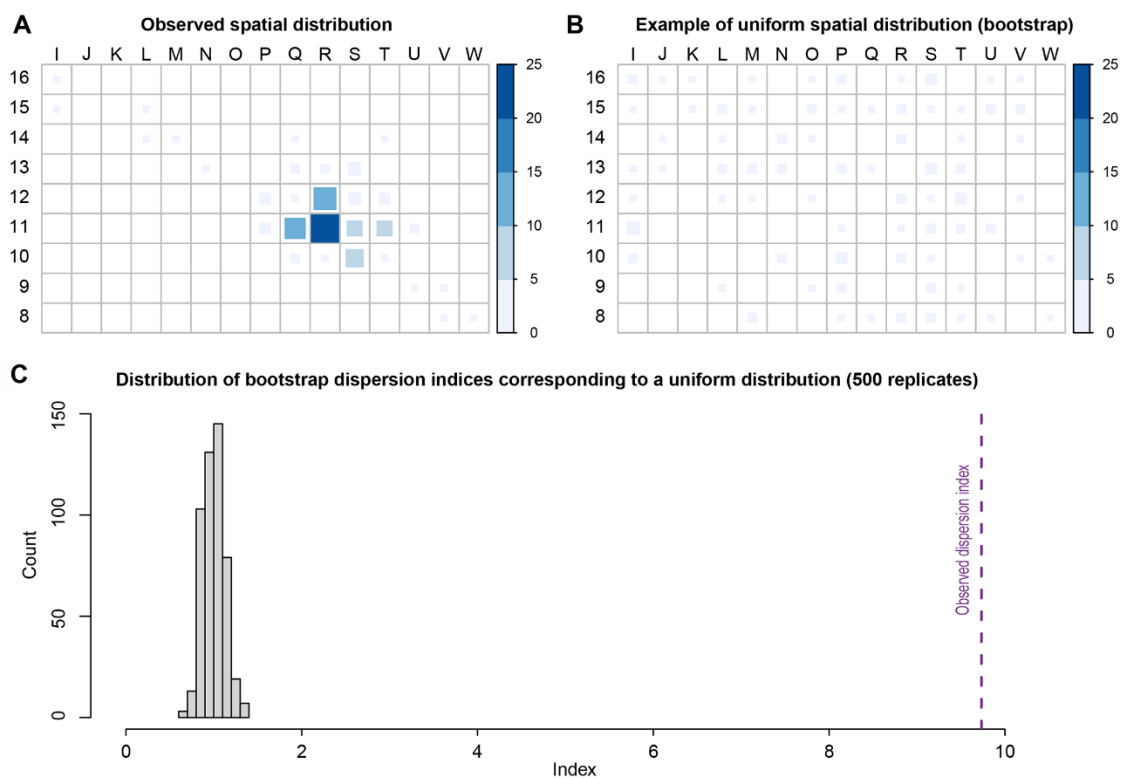 A
Observed spatial distribution
I J K L M N O P Q R S T U V W
16
15
14
13
12
11
10
9
8
25
20
15
10
5
0
B
Example of uniform spatial distribution (bootstrap)
I J K L M N O P Q R S T U V W
16
15
14
13
12
11
10
9
8
25
20
15
10
5
0
C
Distribution of bootstrap dispersion indices corresponding to a uniform distribution (500 replicates)
Count
150
100
50
0
Observed dispersion index
0 2 4 6 8 10
Index